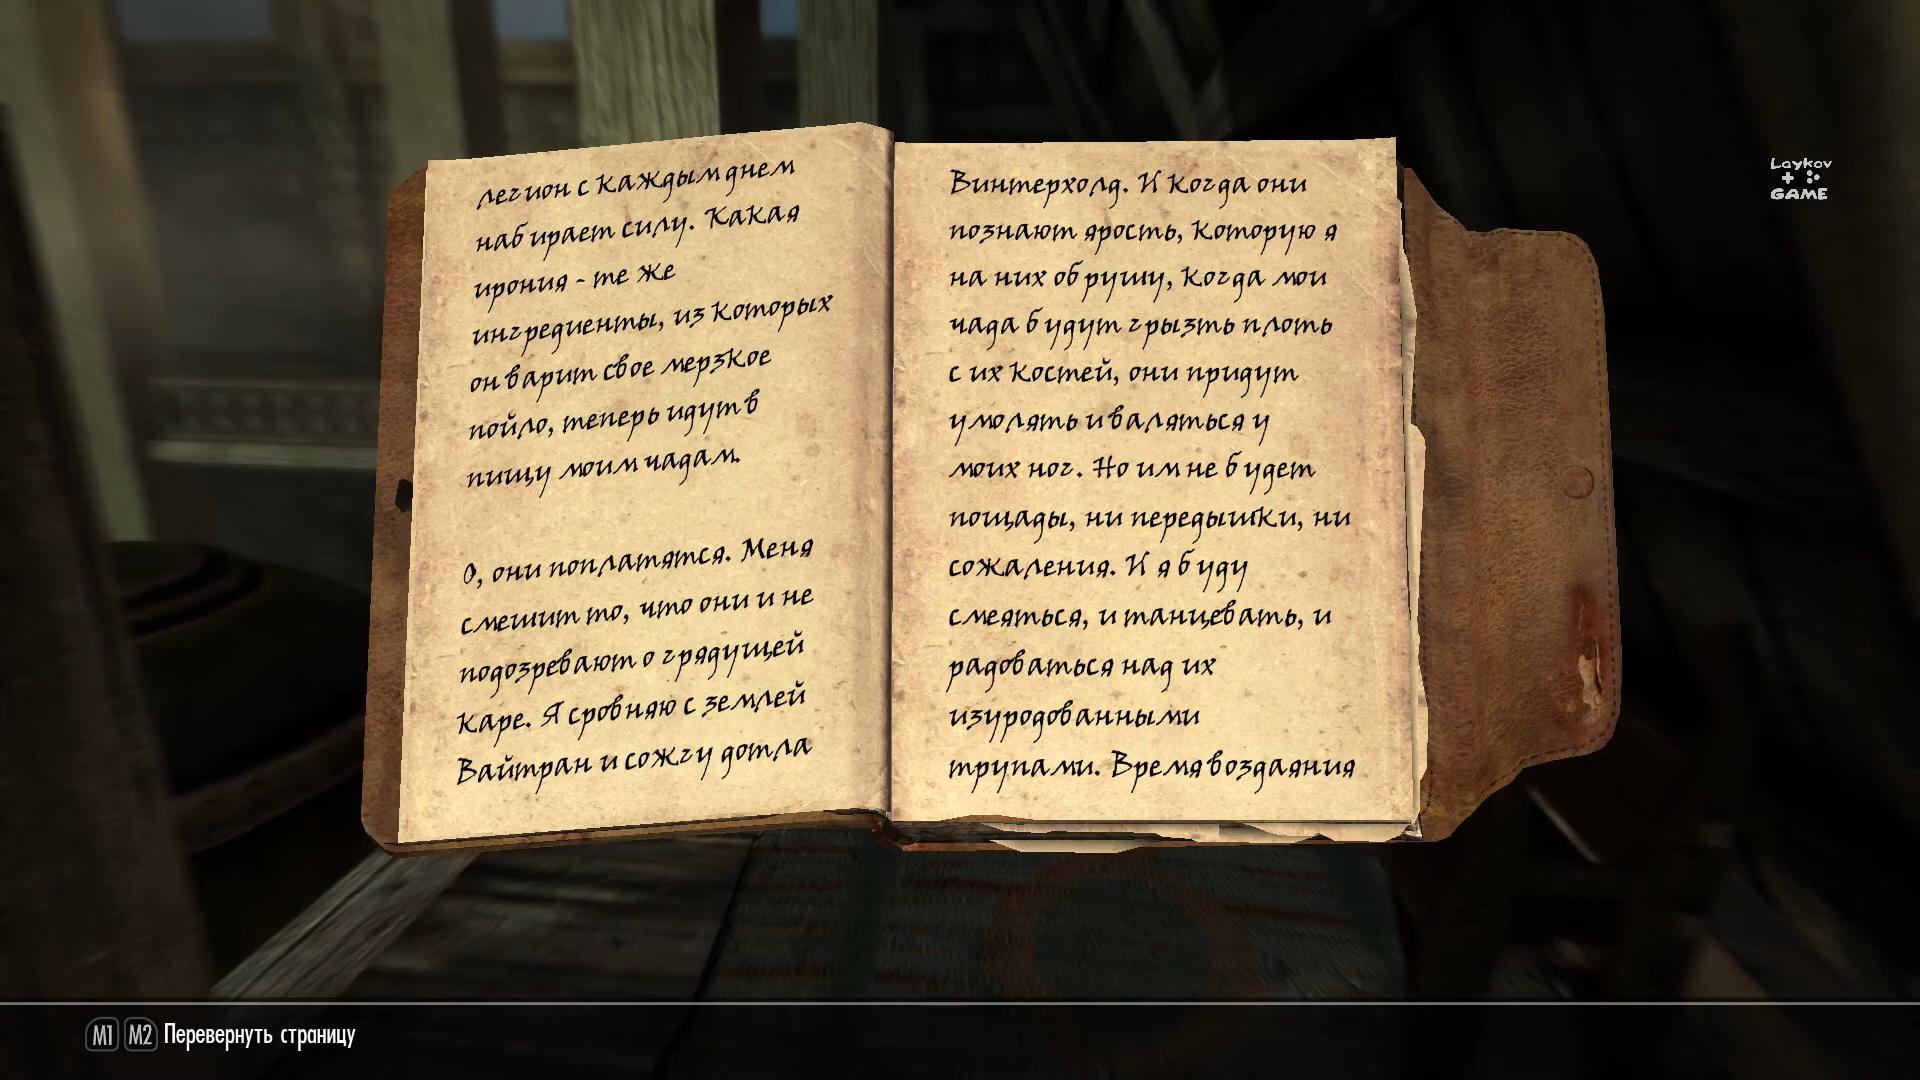 легион с каждым днем
набирает силу. Какая
ирония - те же
ингредиенты, из которых
он варит свое мерзкое
пойло, теперь идут в
пищу моим чадам.
О, они поплатятся. Меня
смешит то, что они и не
подозревают о грядущей
каре. Я сровняю с землей
Вайтран и сожгу дотла
Винтерхолд. И когда они
познают ярость, которую я
на них обрушу, когда мои
чада будут грызть плоть
с их костей, они придут
умолять и валяться у
моих ног. Но им не будет
пощады, ни передышки, ни
сожаления. И я буду
смеяться, и танцевать, и
радоваться над их
изуродованными
трупами. Время воздаяния
Laykov
+
GAME
M1 M2 Перевернуть страницу